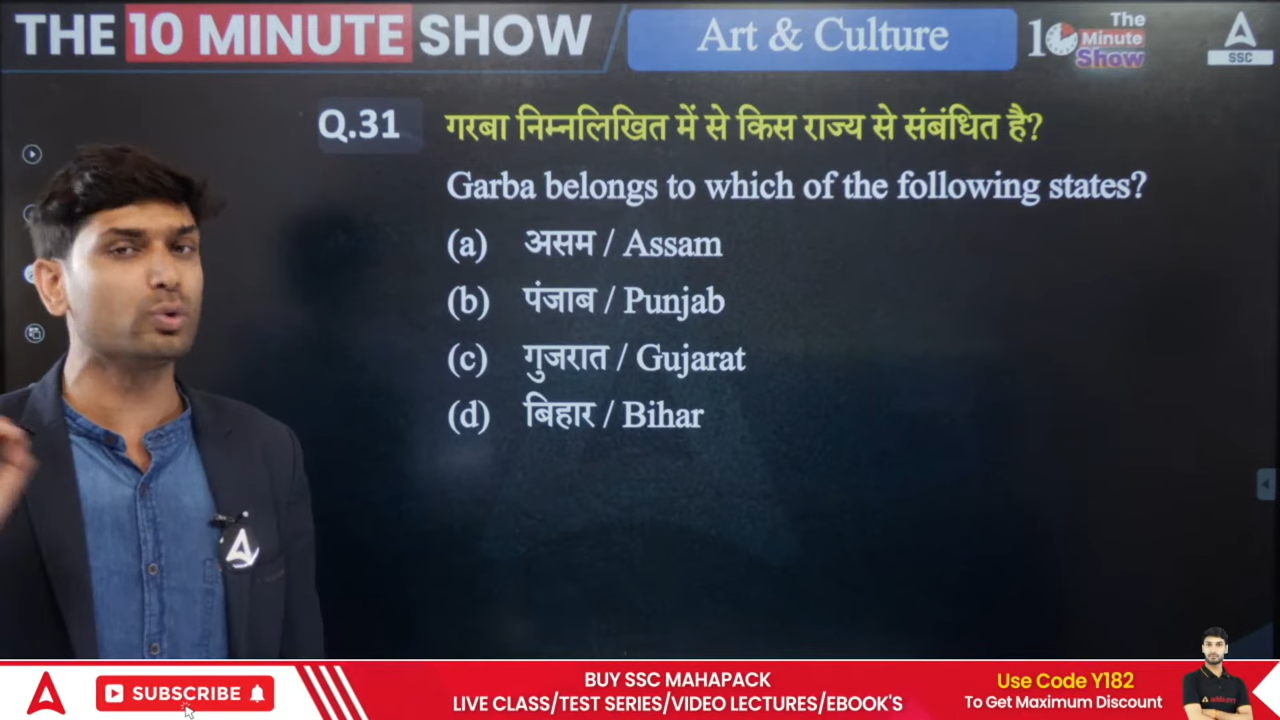 THE 10 MINUTE SHOW
Art & Culture
The
10 Minute
Show
SSC
Q.31 गरबा निम्नलिखित में से किस राज्य से संबंधित है?
Garba belongs to which of the following states?
(a) असम / Assam
(b) पंजाब / Punjab
(c) गुजरात / Gujarat
(d) बिहार / Bihar
SUBSCRIBE
BUY SSC MAHAPACK
LIVE CLASS/TEST SERIES/VIDEO LECTURES/EBOOK'S
Use Code Y182
To Get Maximum Discount